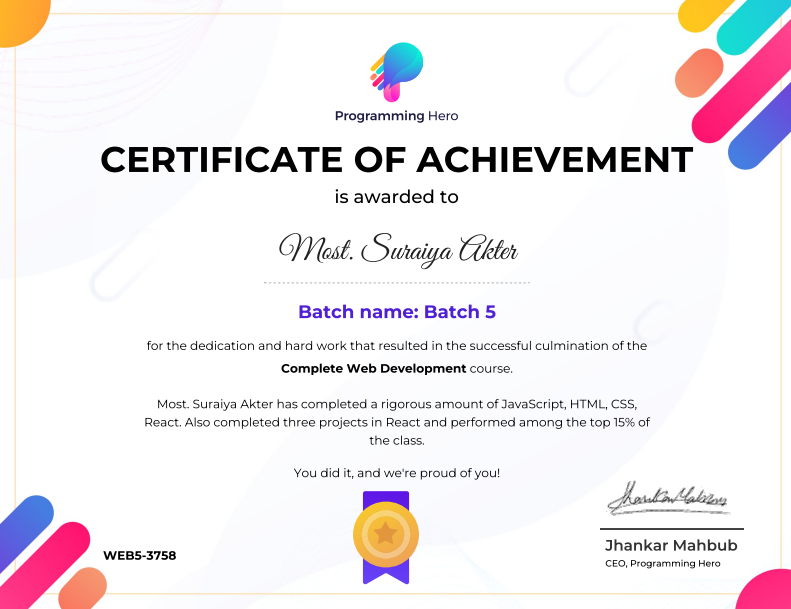 Programming Hero
CERTIFICATE OF ACHIEVEMENT
is awarded to
Most. Suraiya Akter
Batch name: Batch 5
for the dedication and hard work that resulted in the successful culmination of the
Complete Web Development course.
Most. Suraiya Akter has completed a rigorous amount of JavaScript, HTML, CSS,
React. Also completed three projects in React and performed among the top 15% of
the class.
You did it, and we're proud of you!
Jhankar Mahbub
WEB5-3758
Jhankar Mahbub
CEO, Programming Hero